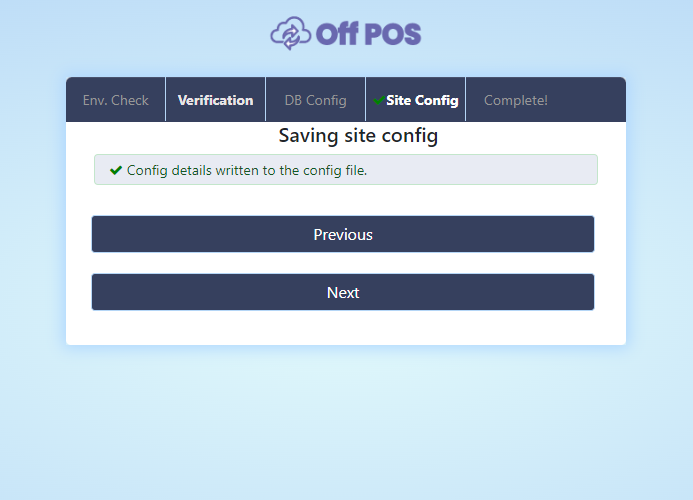 Off POS
Env. Check Verification DB Config Site Config Complete!
Saving site config
Config details written to the config file.
Previous
Next